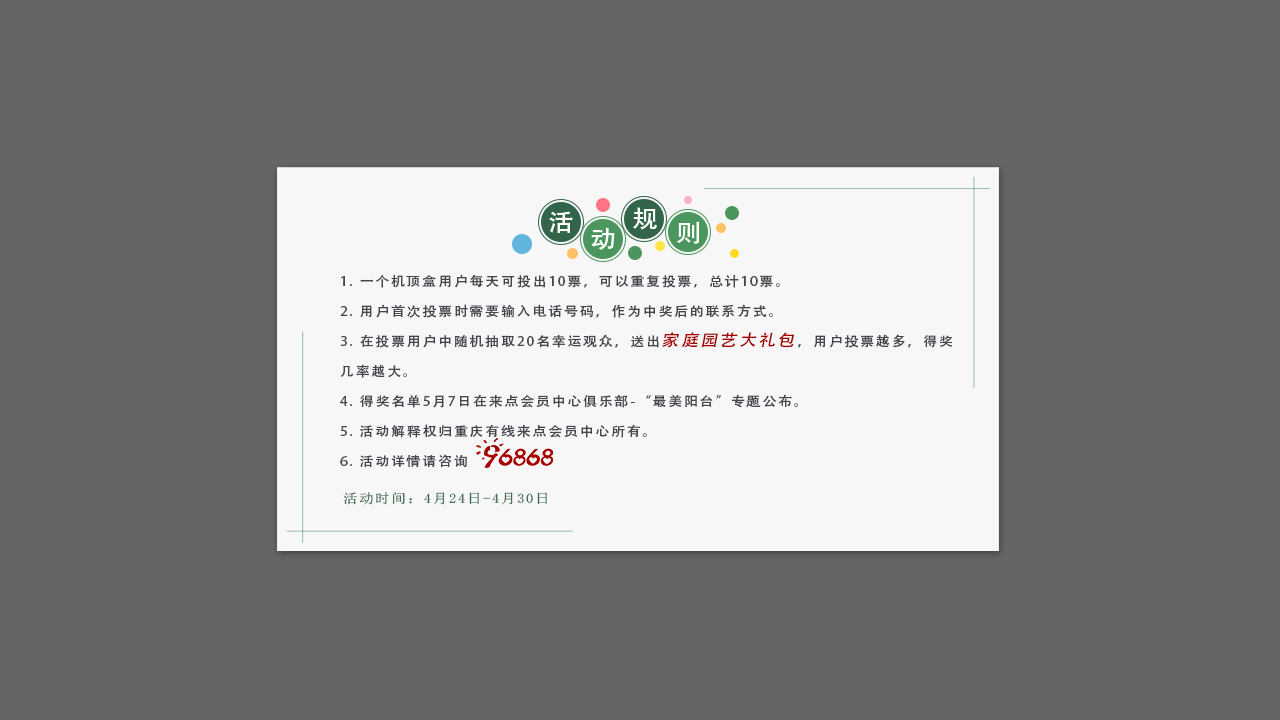 活动规则
1. 一个机顶盒用户每天可投出10票，可以重复投票，总计10票。
2. 用户首次投票时需要输入电话号码，作为中奖后的联系方式。
3. 在投票用户中随机抽取20名幸运观众，送出家庭园艺大礼包，用户投票越多，得奖
几率越大。
4. 得奖名单5月7日在来点会员中心俱乐部-“最美阳台”专题公布。
5. 活动解释权归重庆有线来点会员中心所有。
6. 活动详情请咨询 96868
活动时间：4月24日-4月30日